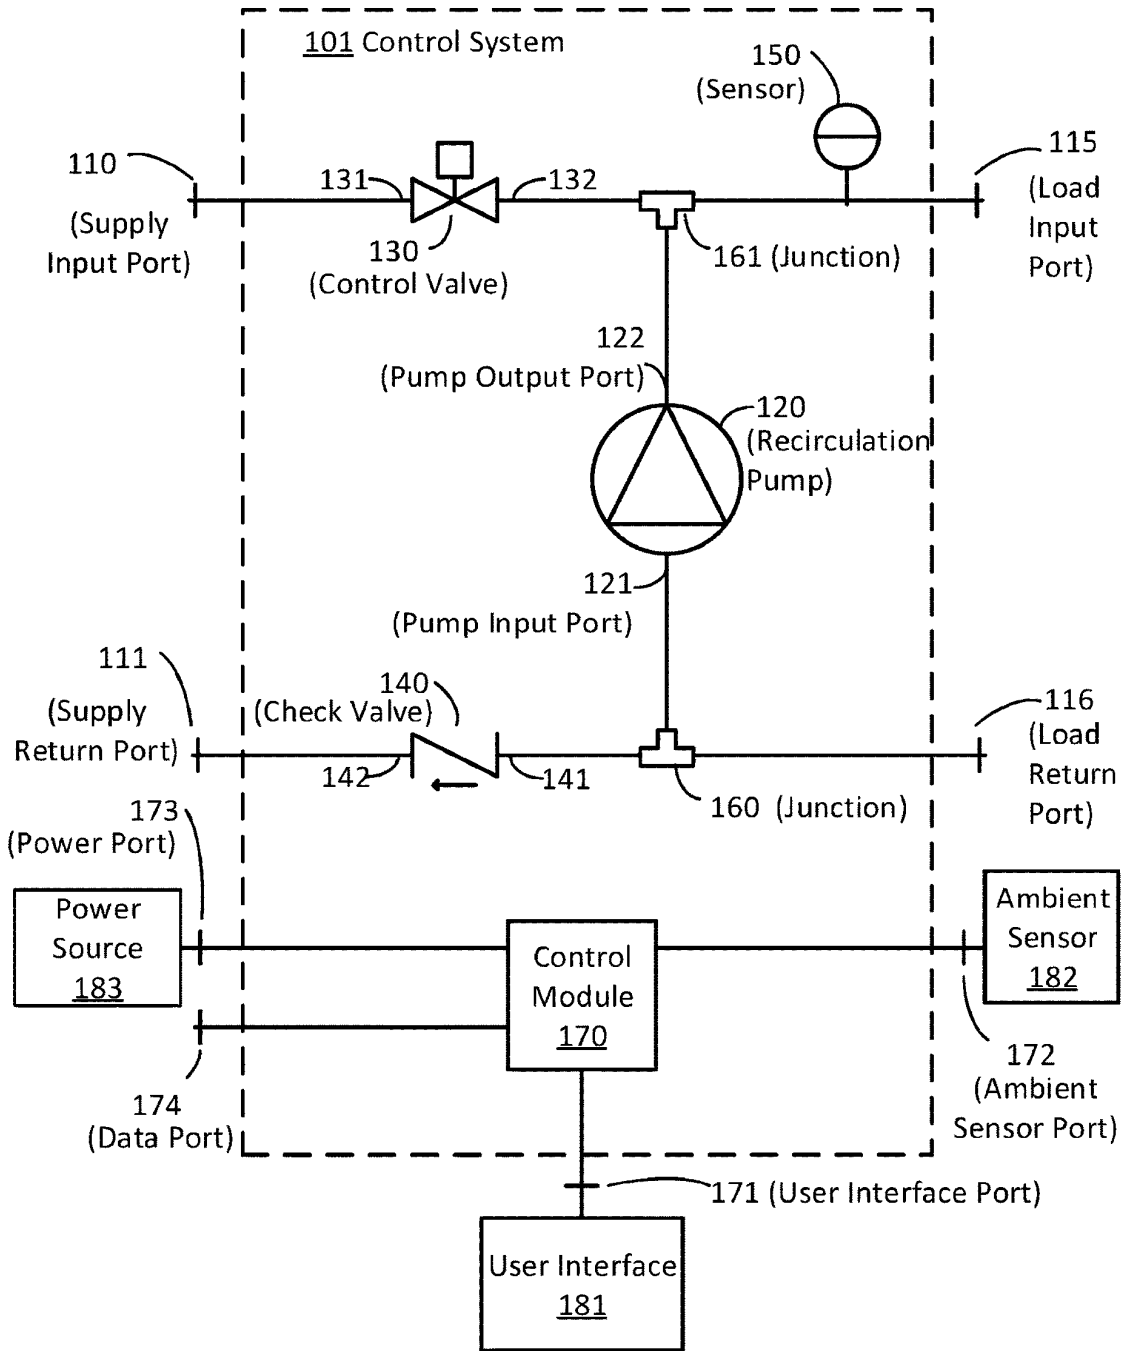 101 Control System
150
(Sensor)
110
(Supply
Input Port)
131
132
130
(Control Valve)
161 (Junction)
115
(Load
Input
Port)
122
(Pump Output Port)
120
(Recirculation
Pump)
121
(Pump Input Port)
111
(Supply
Return Port)
140
(Check Valve)
142
141
160 (Junction)
116
(Load
Return
Port)
173
(Power Port)
Power
Source
183
Control
Module
170
Ambient
Sensor
182
174
(Data Port)
172
(Ambient
Sensor Port)
171 (User Interface Port)
User Interface
181